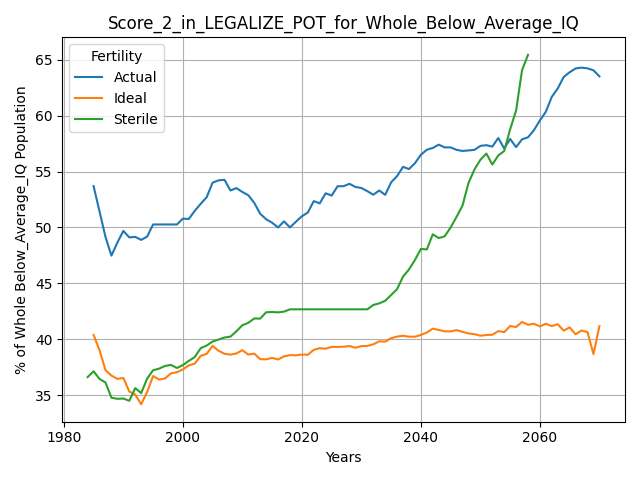 Score_2_in_LEGALIZE_POT_for_Whole_Below_Average_IQ
% of Whole Below_Average_IQ Population
65
60
55
50
45
40
35
Fertility
Actual
Ideal
Sterile
1980 2000 2020 2040 2060
Years